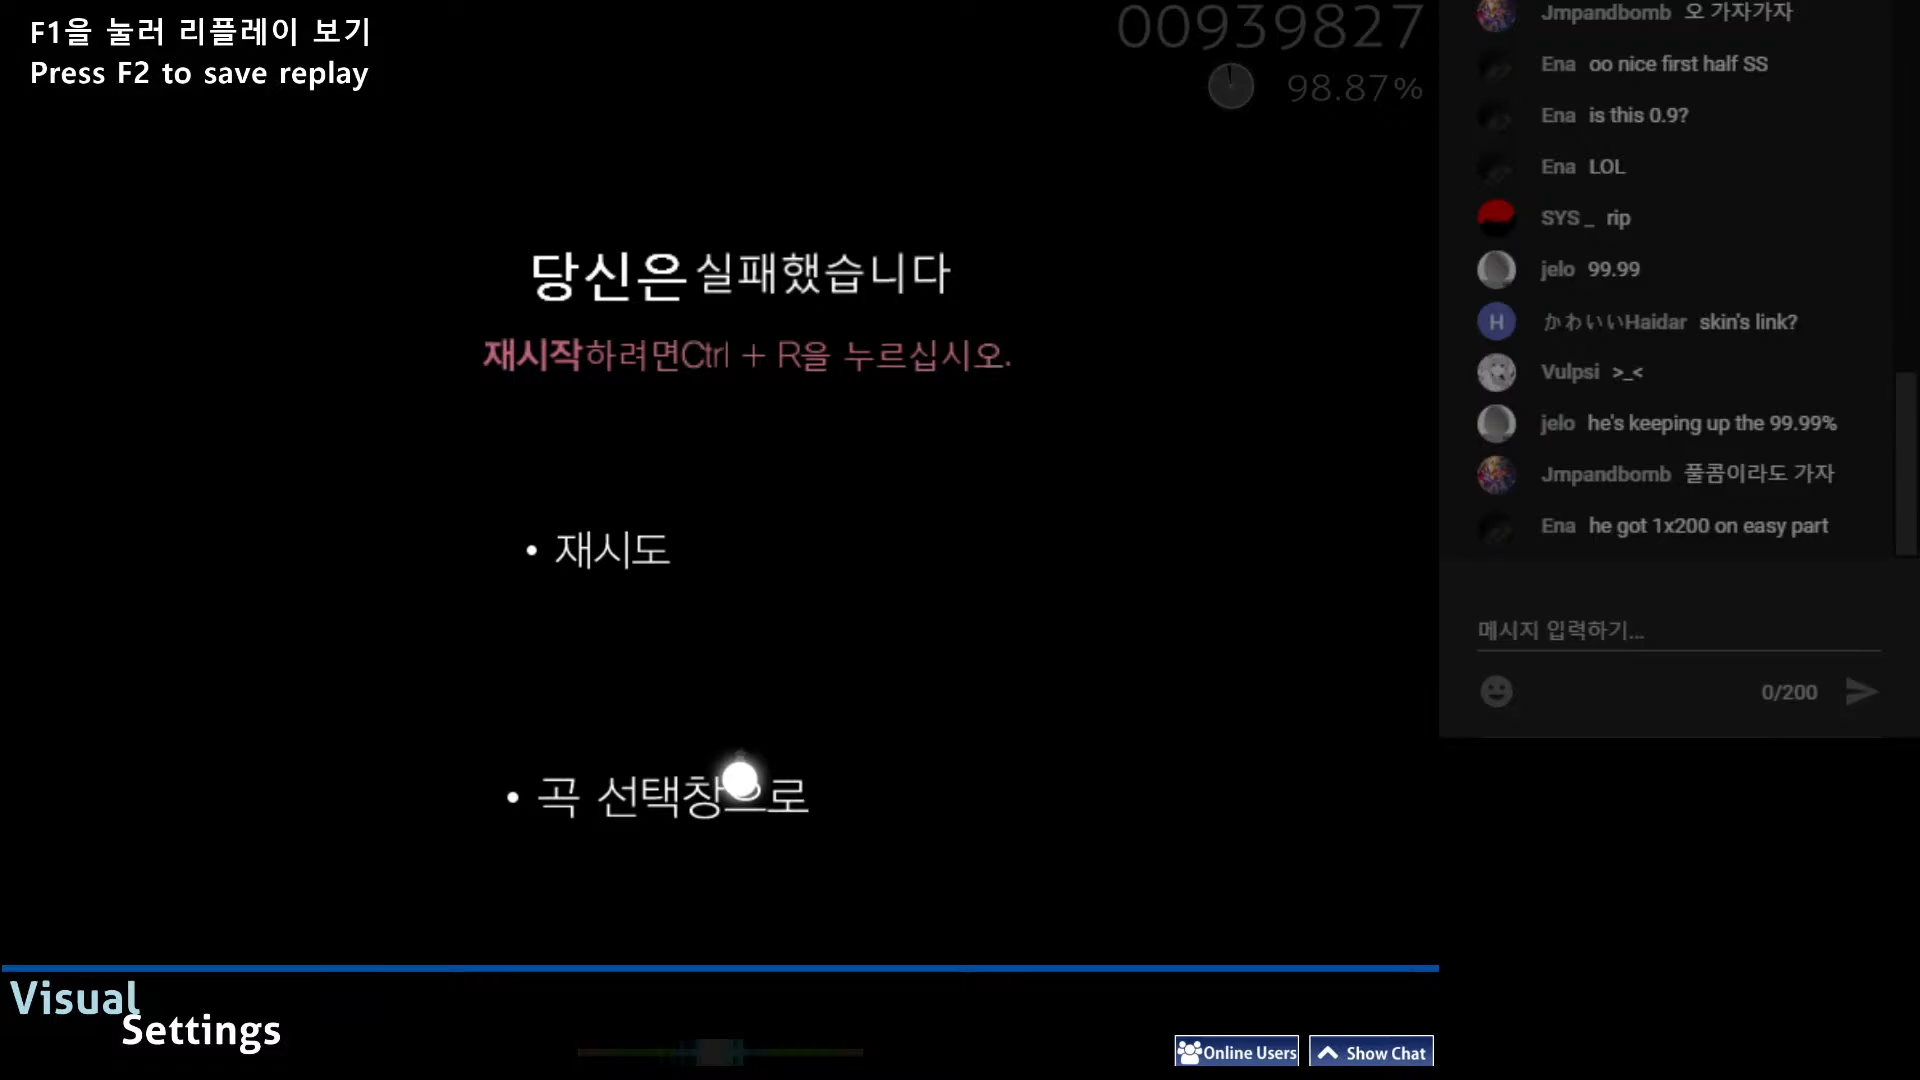 F1을 눌러 리플레이 보기
Press F2 to save replay
00939827
98.87%
당신은 실패했습니다
재시작하려면Ctrl + R을 누르십시오.
• 재시도
• 곡 선택창으로
Visual
Settings
Online Users
Show Chat
Jmpandbomb 오 가자가자
Ena oo nice first half SS
Ena is this 0.9?
Ena LOL
SYS _ rip
jelo 99.99
H かわいいHaidar skin's link?
Vulpsi >_<
jelo he's keeping up the 99.99%
Jmpandbomb 풀콤이라도 가자
Ena he got 1x200 on easy part
메시지 입력하기...
0/200